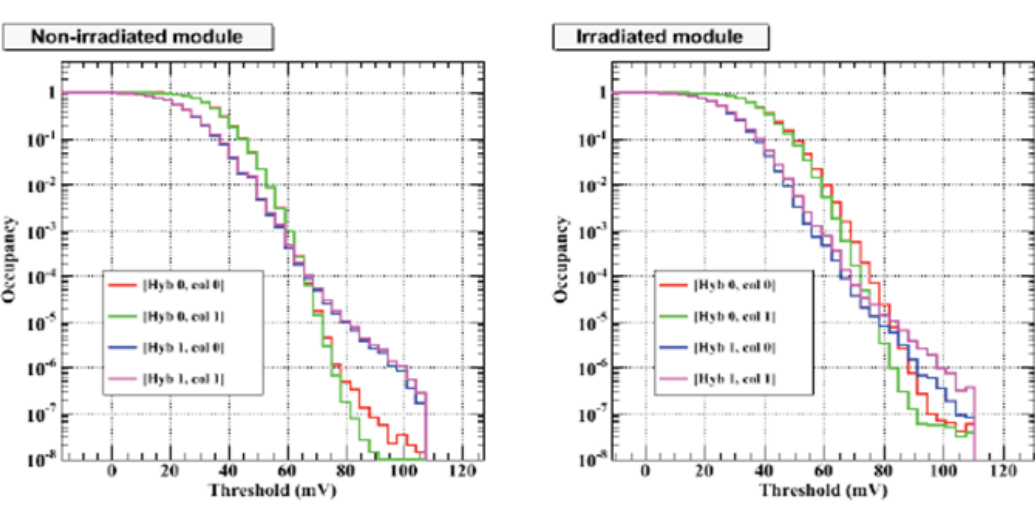 Non-irradiated module
1
10-1
10-2
10-3
10-4
10-5
10-6
10-7
10-8
Occupancy
[Hyb 0, col 0]
[Hyb 0, col 1]
[Hyb 1, col 0]
[Hyb 1, col 1]
0 20 40 60 80 100 120
Threshold (mV)
Irradiated module
1
10-1
10-2
10-3
10-4
10-5
10-6
10-7
10-8
Occupancy
[Hyb 0, col 0]
[Hyb 0, col 1]
[Hyb 1, col 0]
[Hyb 1, col 1]
0 20 40 60 80 100 120
Threshold (mV)